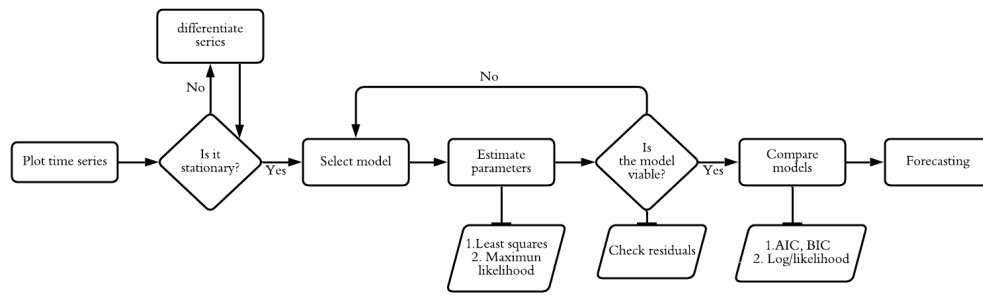 differentiate
series
No
No
Plot time series
Is it
stationary?
Yes
Select model
Estimate
parameters
Is
the model
viable?
Yes
Compare
models
Forecasting
1.Least squares
2. Maximun
likelihood
Check residuals
1.AIC, BIC
2. Log/likelihood